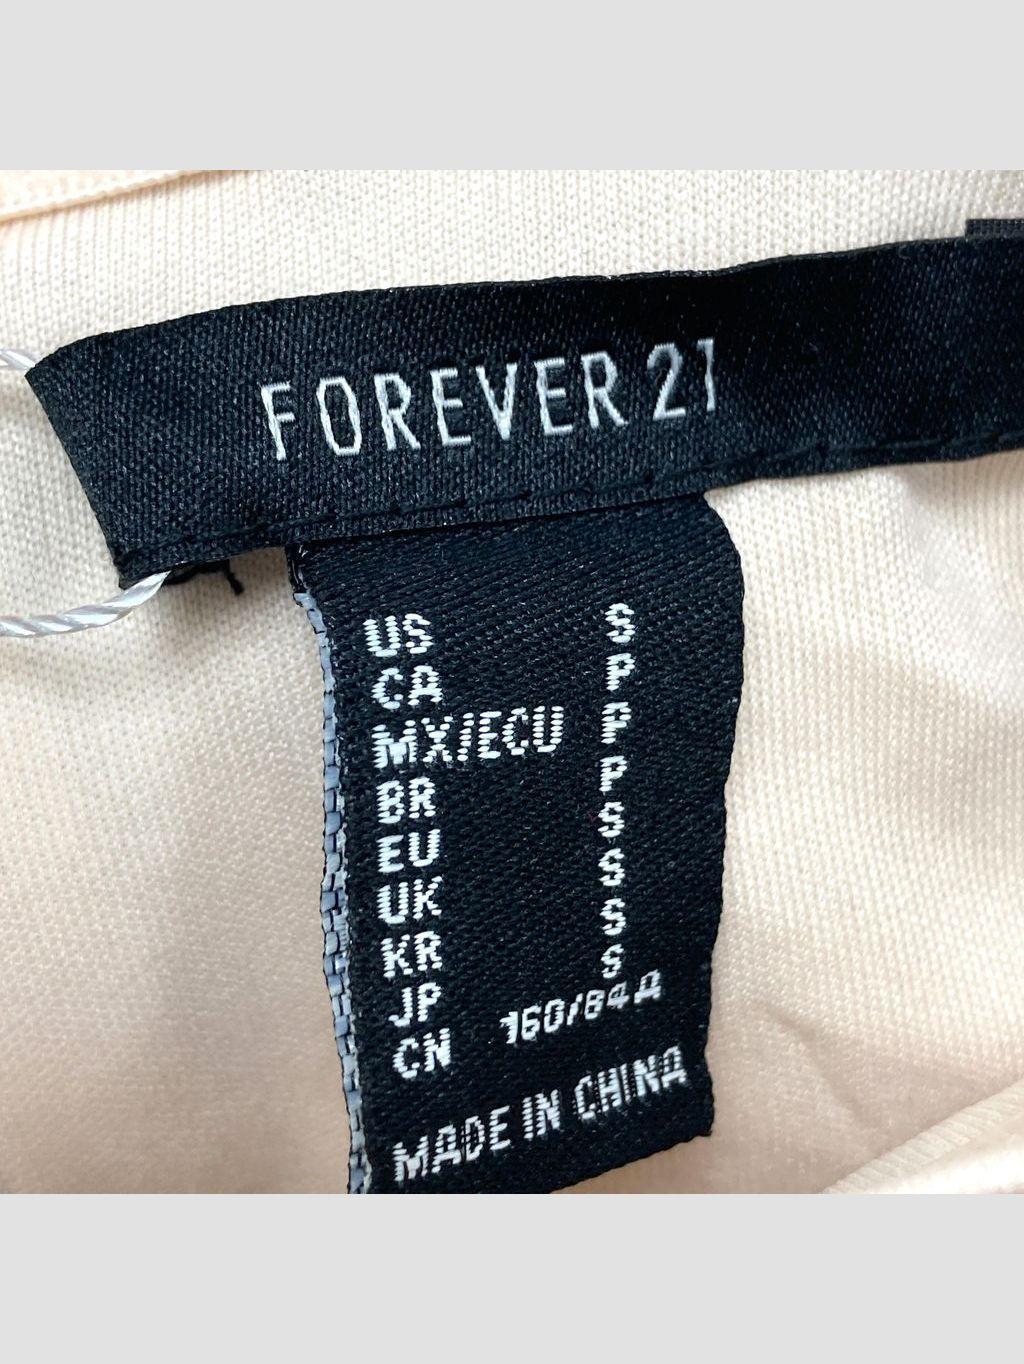 FOREVER 21
US S
CA P
MX/ECU P
BR P
EU S
UK S
KR S
JP S
CN 160/84A
MADE IN CHINA